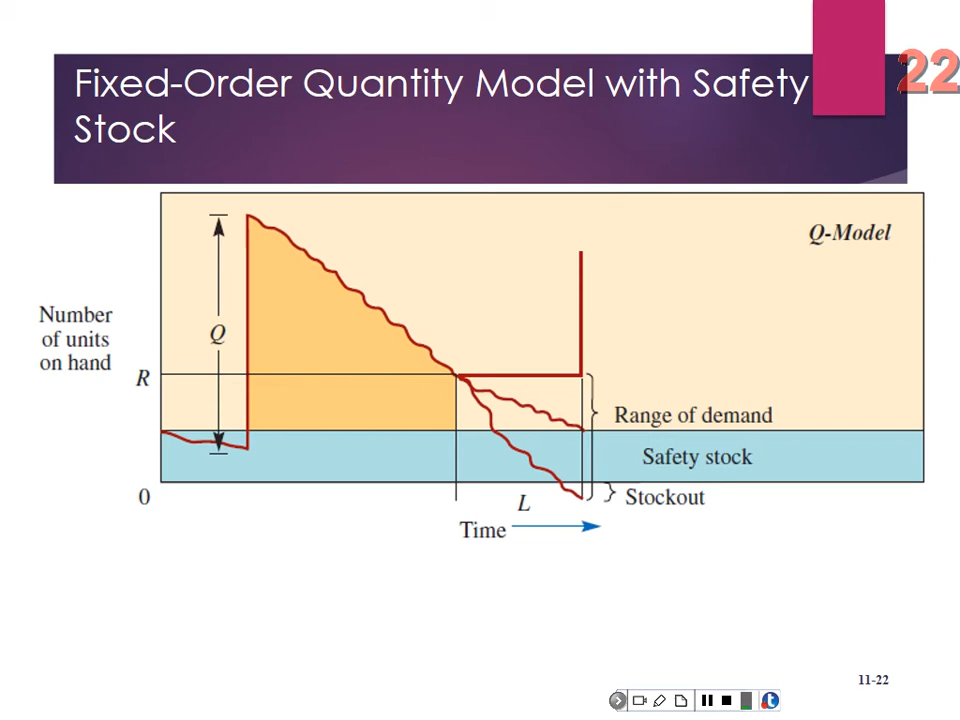 22
Fixed-Order Quantity Model with Safety
Stock
Q-Model
Number
of units
on hand
Q
R
Range of demand
Safety stock
0
L
Stockout
Time
11-22